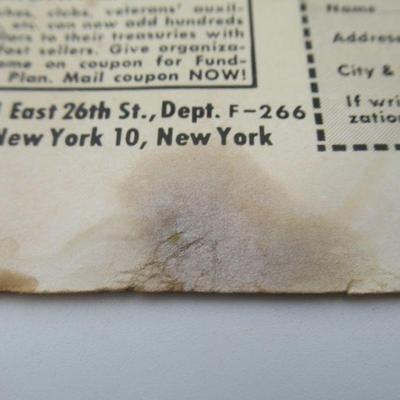 ches, clubs, veterans' auxil-
etc. can now add hundreds
to their treasuries with
fast sellers. Give organiza-
on coupon for Fund-
Plan. Mail coupon NOW!
East 26th St., Dept. F-266
New York 10, New York
Name
Address
City &
If wri
zation